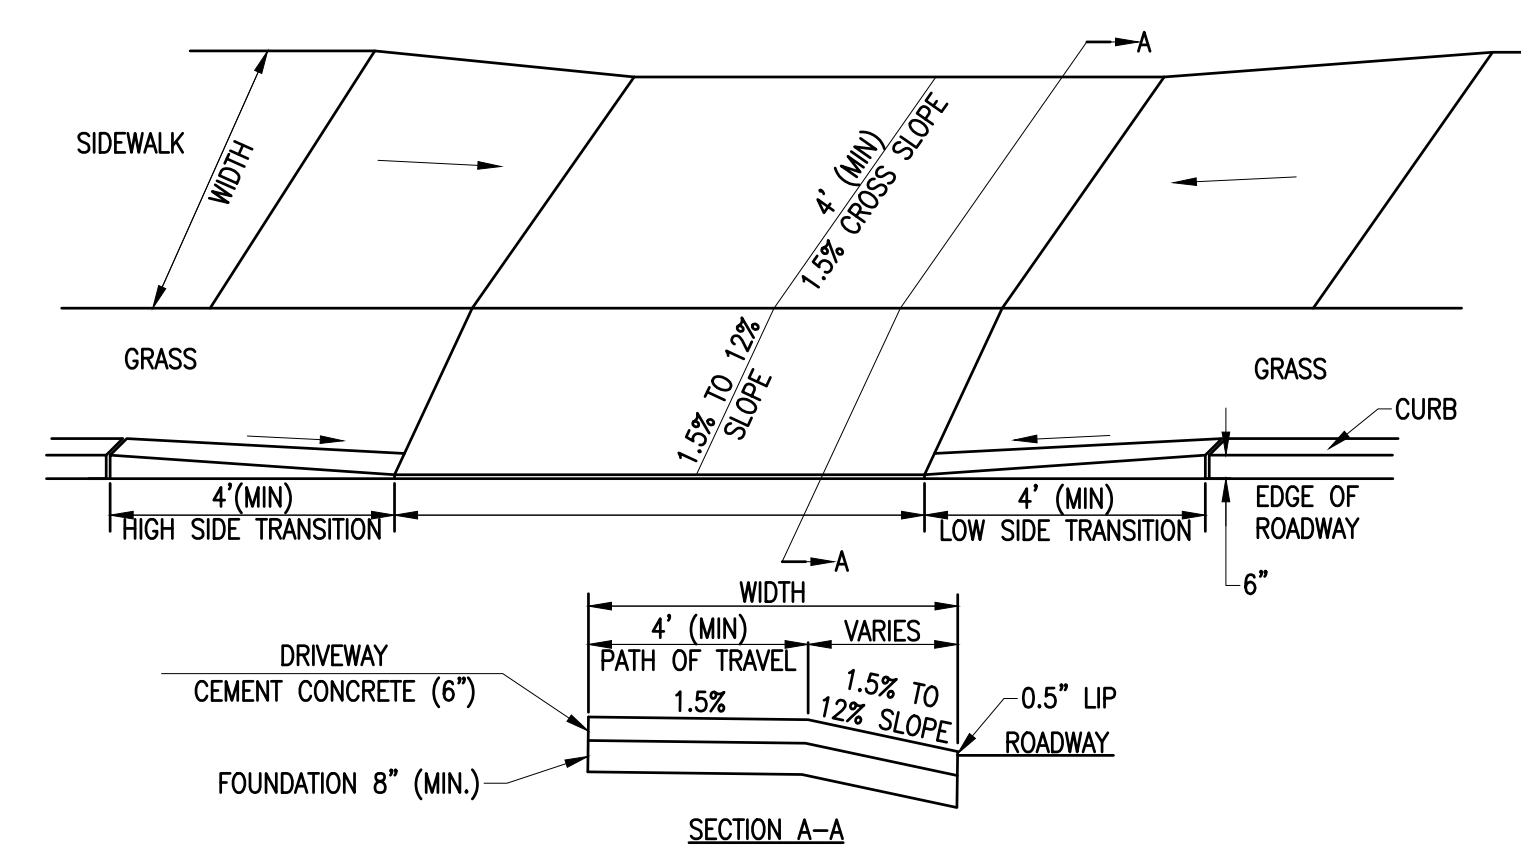 A
SIDEWALK
WIDTH
4' (MIN)
1.5% CROSS SLOPE
GRASS
1.5% TO 12%
SLOPE
GRASS
CURB
4'(MIN)
HIGH SIDE TRANSITION
4' (MIN)
LOW SIDE TRANSITION
EDGE OF
ROADWAY
A
6"
WIDTH
4' (MIN)
PATH OF TRAVEL
VARIES
DRIVEWAY
CEMENT CONCRETE (6")
1.5%
1.5% TO
12% SLOPE
0.5" LIP
ROADWAY
FOUNDATION 8" (MIN.)
SECTION A-A